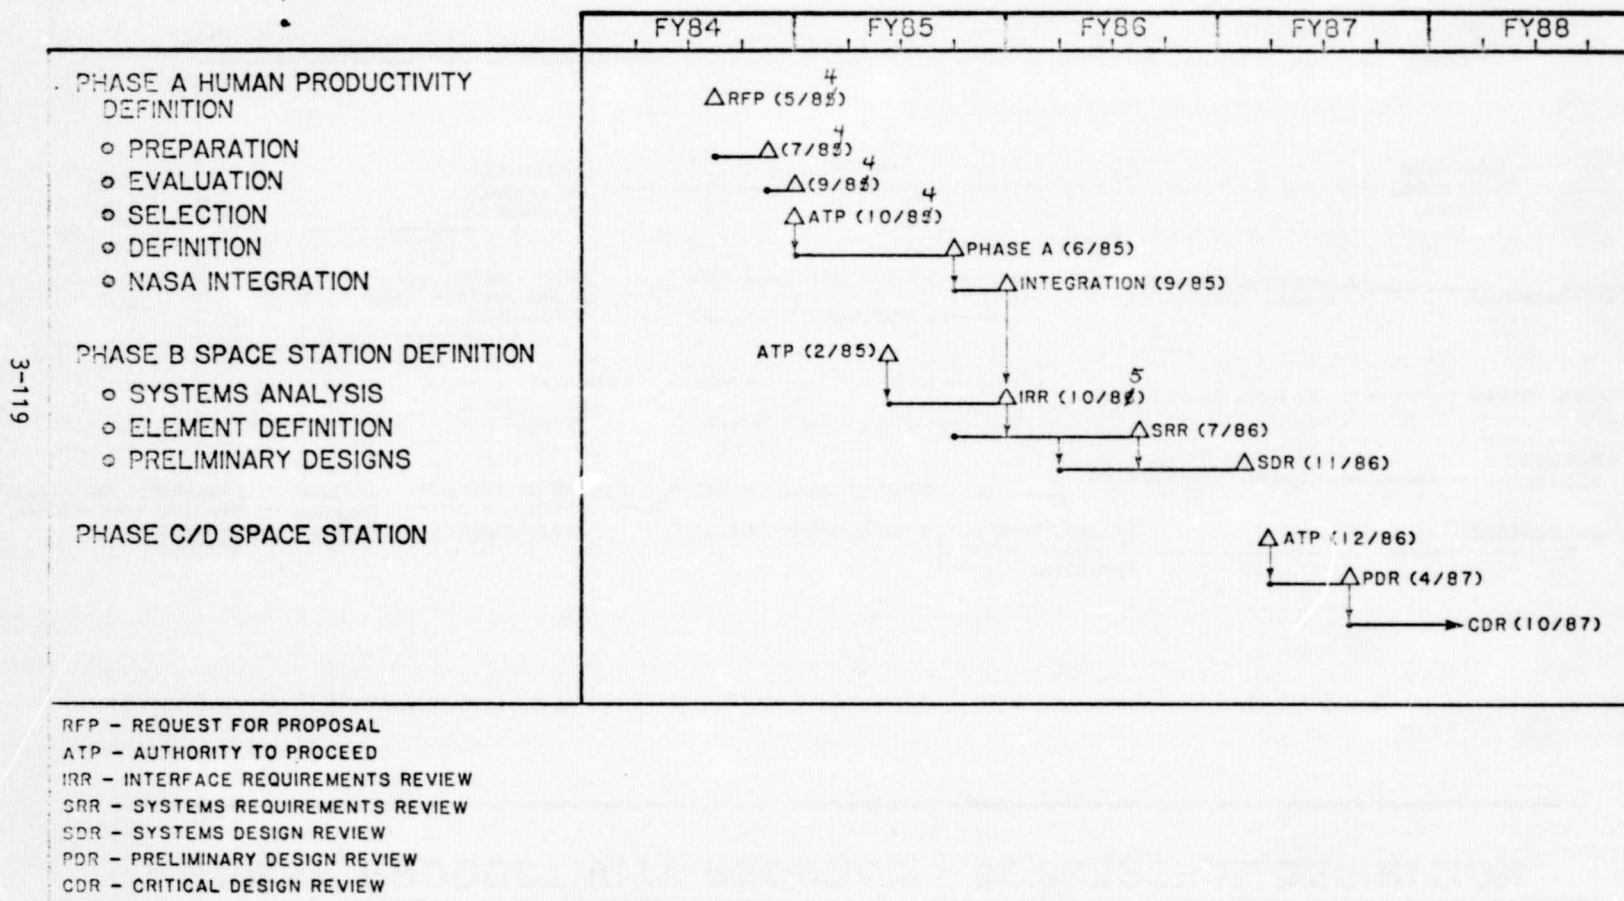 FY84 FY85 FY86 FY87 FY88
PHASE A HUMAN PRODUCTIVITY
DEFINITION
4
△RFP (5/85)
o PREPARATION
4
△(7/85)
o EVALUATION
4
△(9/85)
o SELECTION
4
△ATP (10/85)
o DEFINITION
△PHASE A (6/85)
o NASA INTEGRATION
△INTEGRATION (9/85)
PHASE B SPACE STATION DEFINITION
ATP (2/85)△
o SYSTEMS ANALYSIS
5
△IRR (10/86)
o ELEMENT DEFINITION
△SRR (7/86)
o PRELIMINARY DESIGNS
△SDR (11/86)
PHASE C/D SPACE STATION
△ATP (12/86)
△PDR (4/87)
CDR (10/87)
RFP – REQUEST FOR PROPOSAL
ATP – AUTHORITY TO PROCEED
IRR – INTERFACE REQUIREMENTS REVIEW
SRR – SYSTEMS REQUIREMENTS REVIEW
SDR – SYSTEMS DESIGN REVIEW
PDR – PRELIMINARY DESIGN REVIEW
CDR – CRITICAL DESIGN REVIEW
3-119